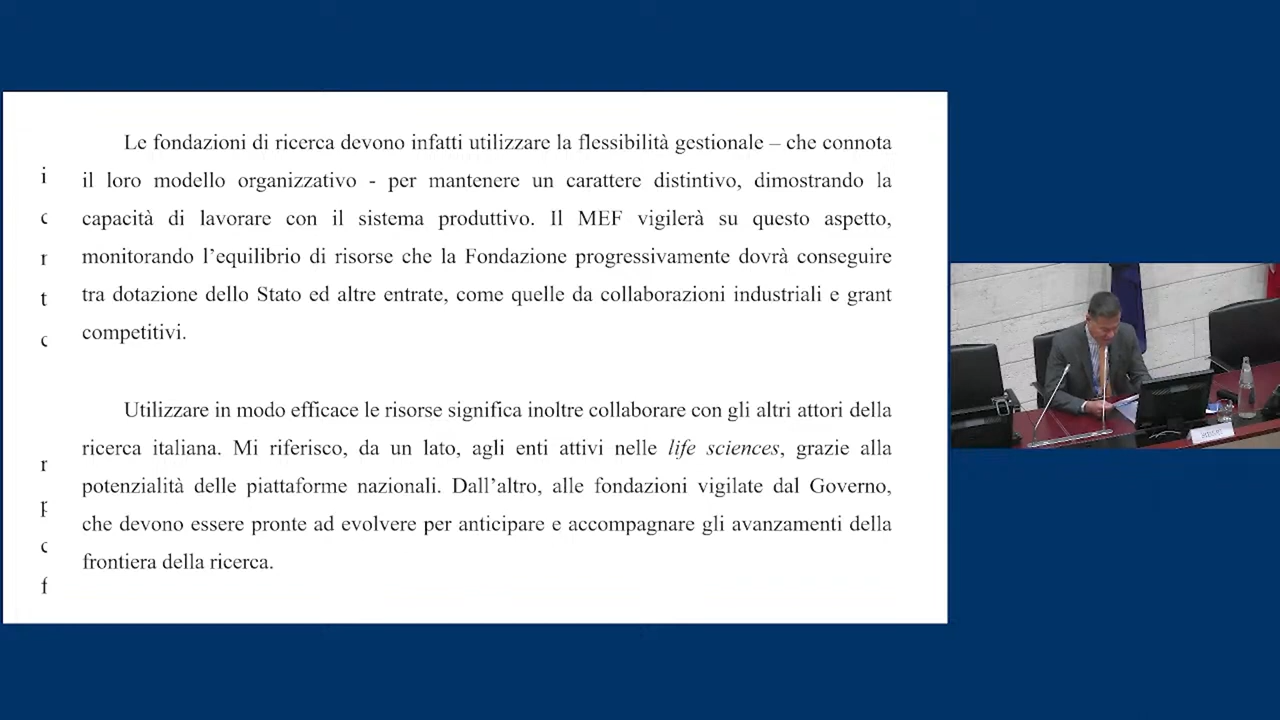 Le fondazioni di ricerca devono infatti utilizzare la flessibilità gestionale – che connota
il loro modello organizzativo - per mantenere un carattere distintivo, dimostrando la
capacità di lavorare con il sistema produttivo. Il MEF vigilerà su questo aspetto,
monitorando l’equilibrio di risorse che la Fondazione progressivamente dovrà conseguire
tra dotazione dello Stato ed altre entrate, come quelle da collaborazioni industriali e grant
competitivi.
Utilizzare in modo efficace le risorse significa inoltre collaborare con gli altri attori della
ricerca italiana. Mi riferisco, da un lato, agli enti attivi nelle life sciences, grazie alla
potenzialità delle piattaforme nazionali. Dall’altro, alle fondazioni vigilate dal Governo,
che devono essere pronte ad evolvere per anticipare e accompagnare gli avanzamenti della
frontiera della ricerca.